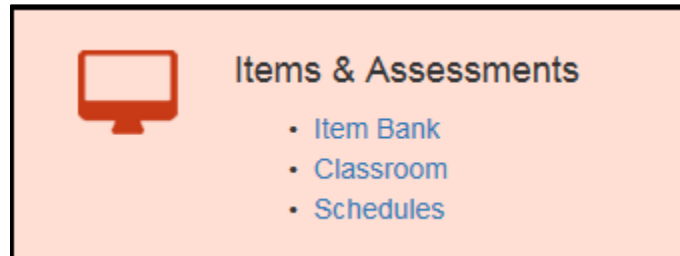 Items & Assessments
• Item Bank
• Classroom
• Schedules